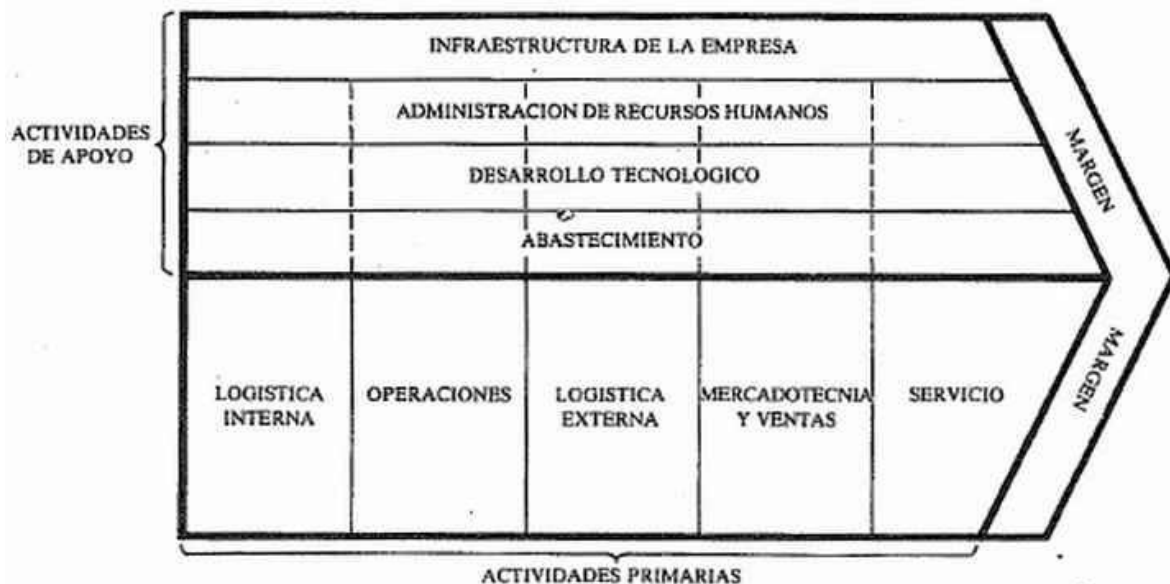 INFRAESTRUCTURA DE LA EMPRESA
ADMINISTRACION DE RECURSOS HUMANOS
ACTIVIDADES
DE APOYO
DESARROLLO TECNOLOGICO
ABASTECIMIENTO
MARGEN
LOGISTICA
INTERNA
OPERACIONES
LOGISTICA
EXTERNA
MERCADOTECNIA
Y VENTAS
SERVICIO
MARGEN
ACTIVIDADES PRIMARIAS